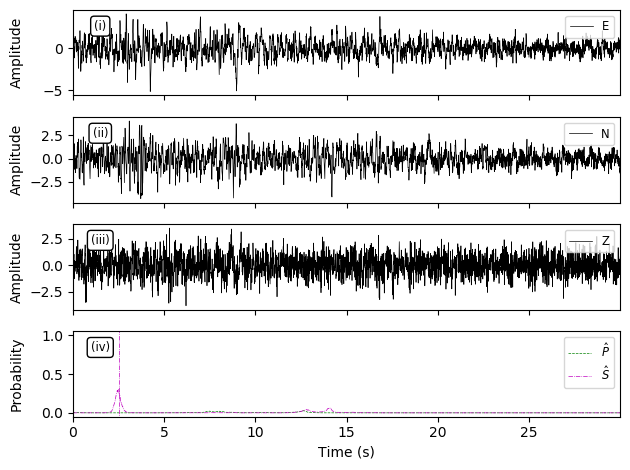 (i)
E
Amplitude
0
−5
(ii)
N
Amplitude
2.5
0.0
−2.5
(iii)
Z
Amplitude
2.5
0.0
−2.5
(iv)
P̂
Ŝ
Probability
1.0
0.5
0.0
0 5 10 15 20 25
Time (s)